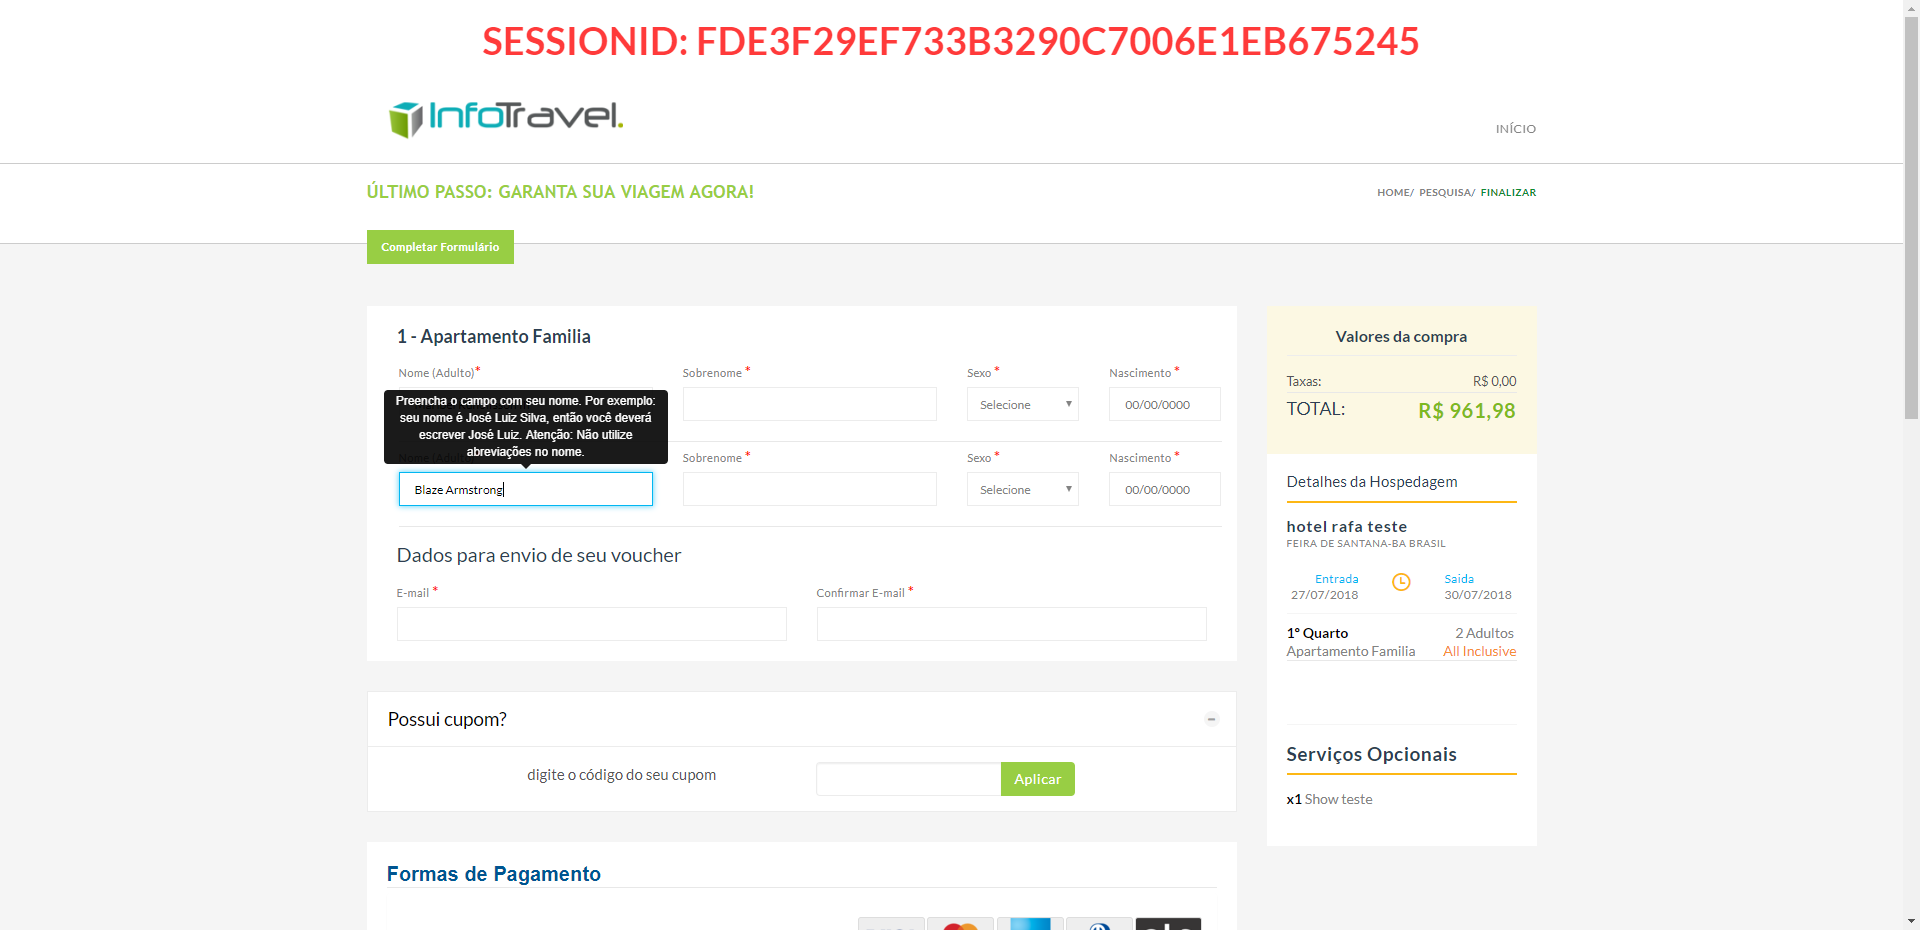 SESSIONID: FDE3F29EF733B3290C7006E1EB675245
InfoTravel.
INÍCIO
ÚLTIMO PASSO: GARANTA SUA VIAGEM AGORA!
HOME/ PESQUISA/ FINALIZAR
Completar Formulário
1 - Apartamento Familia
Nome (Adulto)*
Sobrenome *
Sexo *
Nascimento *
Selecione
00/00/0000
Preencha o campo com seu nome. Por exemplo:
seu nome é José Luiz Silva, então você deverá
escrever José Luiz. Atenção: Não utilize
abreviações no nome.
Sobrenome *
Sexo *
Nascimento *
Blaze Armstrong
Selecione
00/00/0000
Dados para envio de seu voucher
E-mail *
Confirmar E-mail *
Possui cupom?
digite o código do seu cupom
Aplicar
Formas de Pagamento
Valores da compra
Taxas: R$ 0,00
TOTAL: R$ 961,98
Detalhes da Hospedagem
hotel rafa teste
FEIRA DE SANTANA-BA BRASIL
Entrada
Saida
27/07/2018
30/07/2018
1º Quarto 2 Adultos
Apartamento Familia All Inclusive
Serviços Opcionais
x1 Show teste